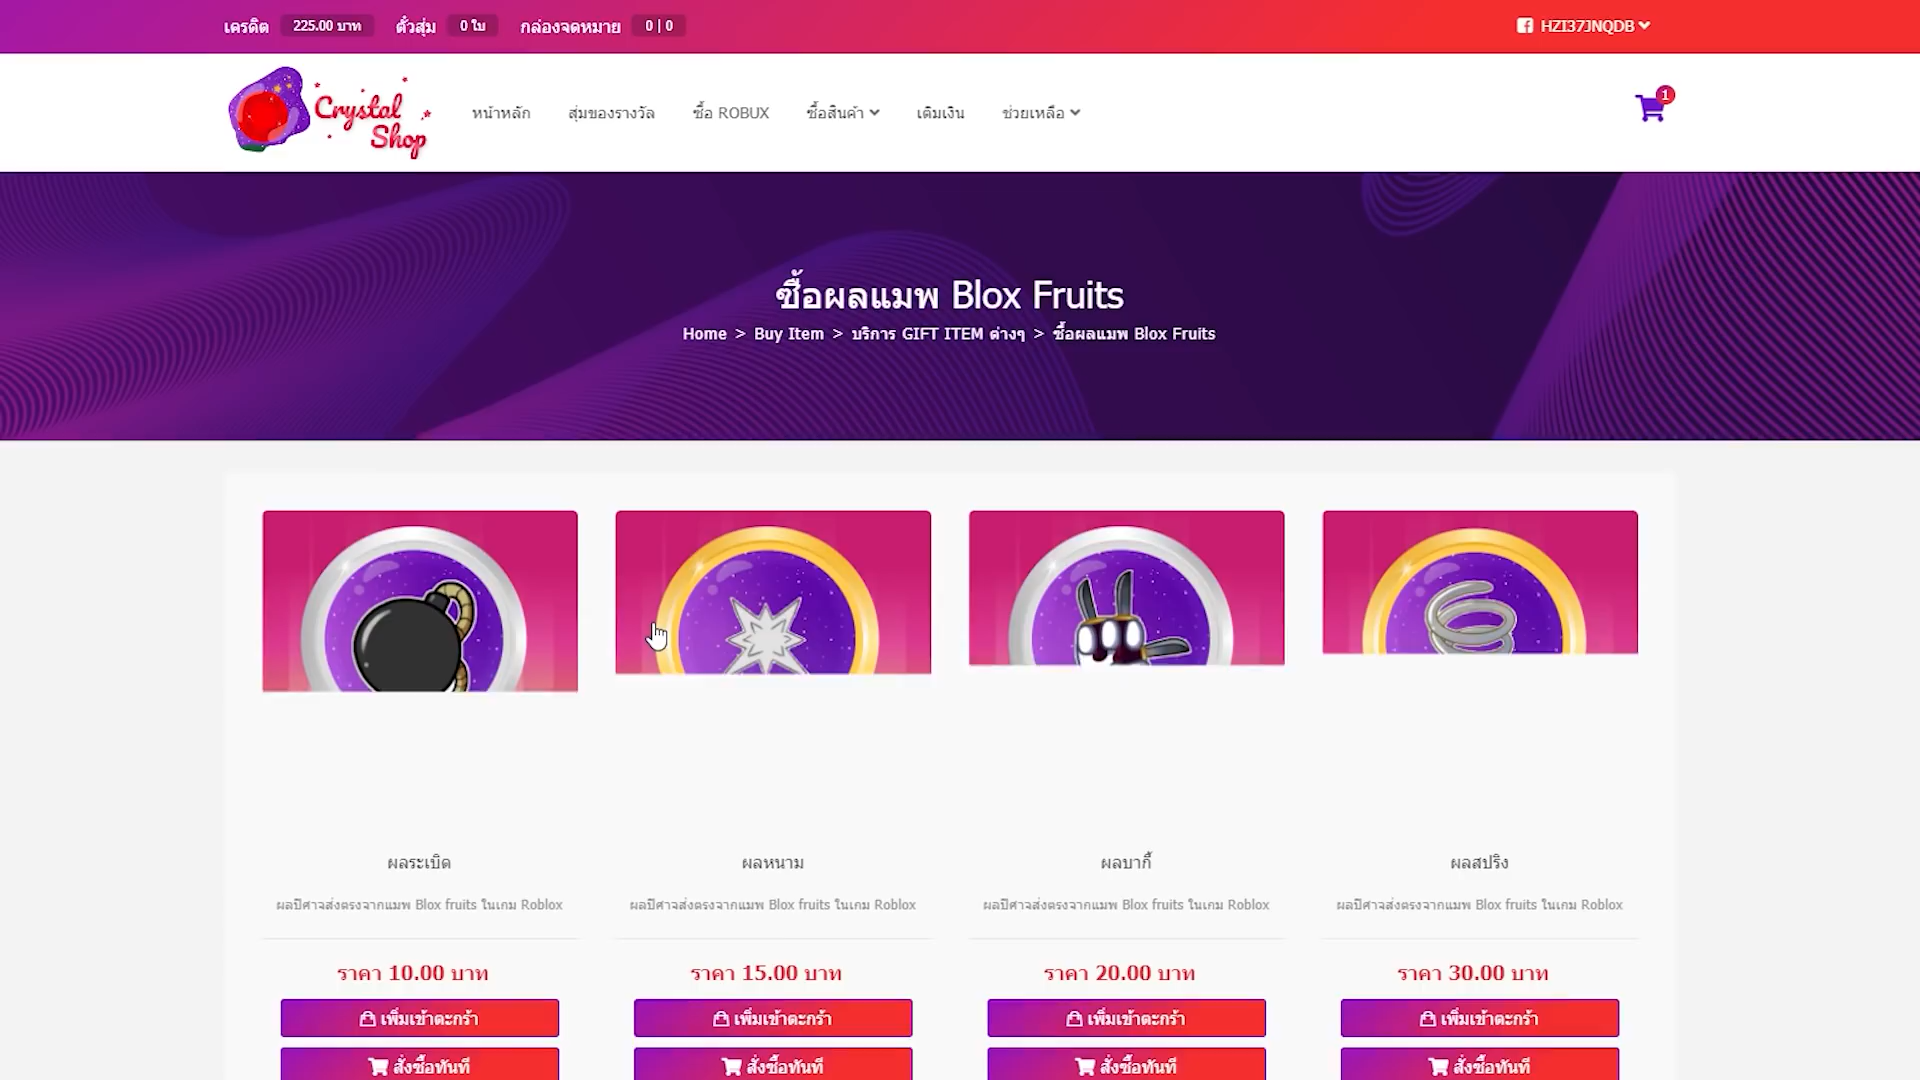 เครดิต 225.00 บาท ตั๋วสุ่ม 0 ใบ กล่องจดหมาย 0 | 0 HZI37JNQDB
Crystal Shop
หน้าหลัก สุ่มของรางวัล ซื้อ ROBUX ซื้อสินค้า เติมเงิน ช่วยเหลือ 1
ซื้อผลแมพ Blox Fruits
Home > Buy Item > บริการ GIFT ITEM ต่างๆ > ซื้อผลแมพ Blox Fruits
ผลระเบิด ผลหนาม ผลบากี้ ผลสปริง
ผลปีศาจส่งตรงจากแมพ Blox fruits ในเกม Roblox ผลปีศาจส่งตรงจากแมพ Blox fruits ในเกม Roblox ผลปีศาจส่งตรงจากแมพ Blox fruits ในเกม Roblox ผลปีศาจส่งตรงจากแมพ Blox fruits ในเกม Roblox
ราคา 10.00 บาท ราคา 15.00 บาท ราคา 20.00 บาท ราคา 30.00 บาท
เพิ่มเข้าตะกร้า เพิ่มเข้าตะกร้า เพิ่มเข้าตะกร้า เพิ่มเข้าตะกร้า
สั่งซื้อทันที สั่งซื้อทันที สั่งซื้อทันที สั่งซื้อทันที